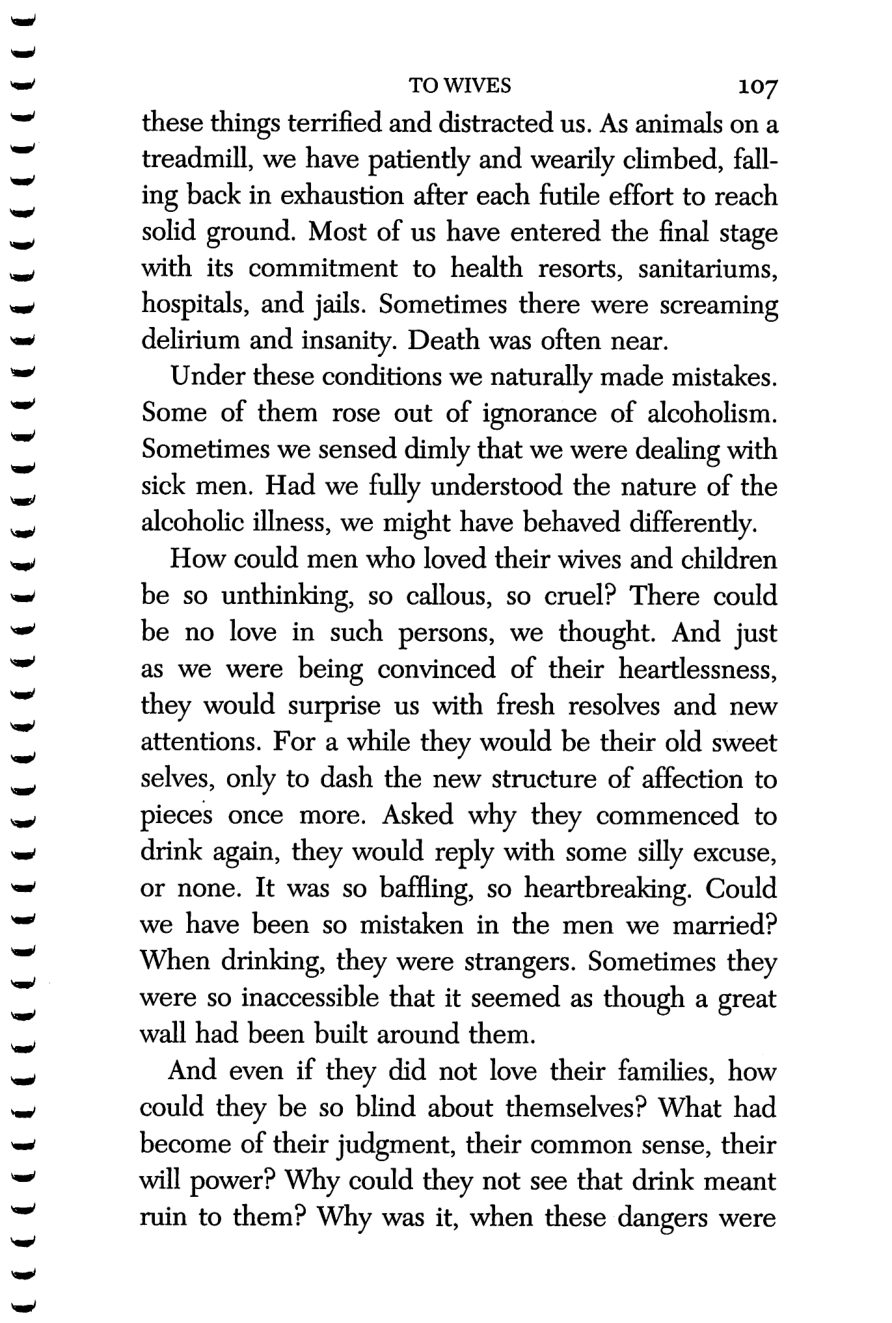 TO WIVES 107
these things terrified and distracted us. As animals on a
treadmill, we have patiently and wearily climbed, fall-
ing back in exhaustion after each futile effort to reach
solid ground. Most of us have entered the final stage
with its commitment to health resorts, sanitariums,
hospitals, and jails. Sometimes there were screaming
delirium and insanity. Death was often near.
Under these conditions we naturally made mistakes.
Some of them rose out of ignorance of alcoholism.
Sometimes we sensed dimly that we were dealing with
sick men. Had we fully understood the nature of the
alcoholic illness, we might have behaved differently.
How could men who loved their wives and children
be so unthinking, so callous, so cruel? There could
be no love in such persons, we thought. And just
as we were being convinced of their heartlessness,
they would surprise us with fresh resolves and new
attentions. For a while they would be their old sweet
selves, only to dash the new structure of affection to
pieces once more. Asked why they commenced to
drink again, they would reply with some silly excuse,
or none. It was so baffling, so heartbreaking. Could
we have been so mistaken in the men we married?
When drinking, they were strangers. Sometimes they
were so inaccessible that it seemed as though a great
wall had been built around them.
And even if they did not love their families, how
could they be so blind about themselves? What had
become of their judgment, their common sense, their
will power? Why could they not see that drink meant
ruin to them? Why was it, when these dangers were